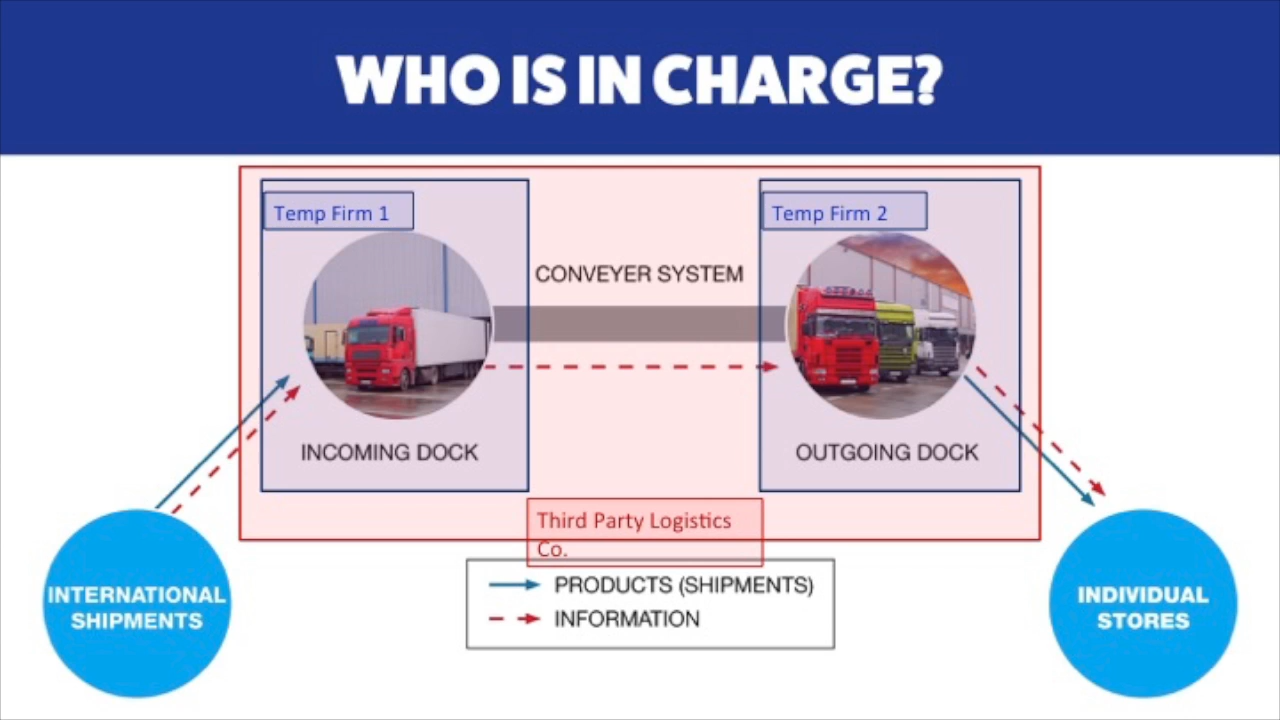 WHO IS IN CHARGE?
Temp Firm 1
Temp Firm 2
CONVEYER SYSTEM
INCOMING DOCK
OUTGOING DOCK
Third Party Logistics
Co.
PRODUCTS (SHIPMENTS)
INFORMATION
INTERNATIONAL
SHIPMENTS
INDIVIDUAL
STORES